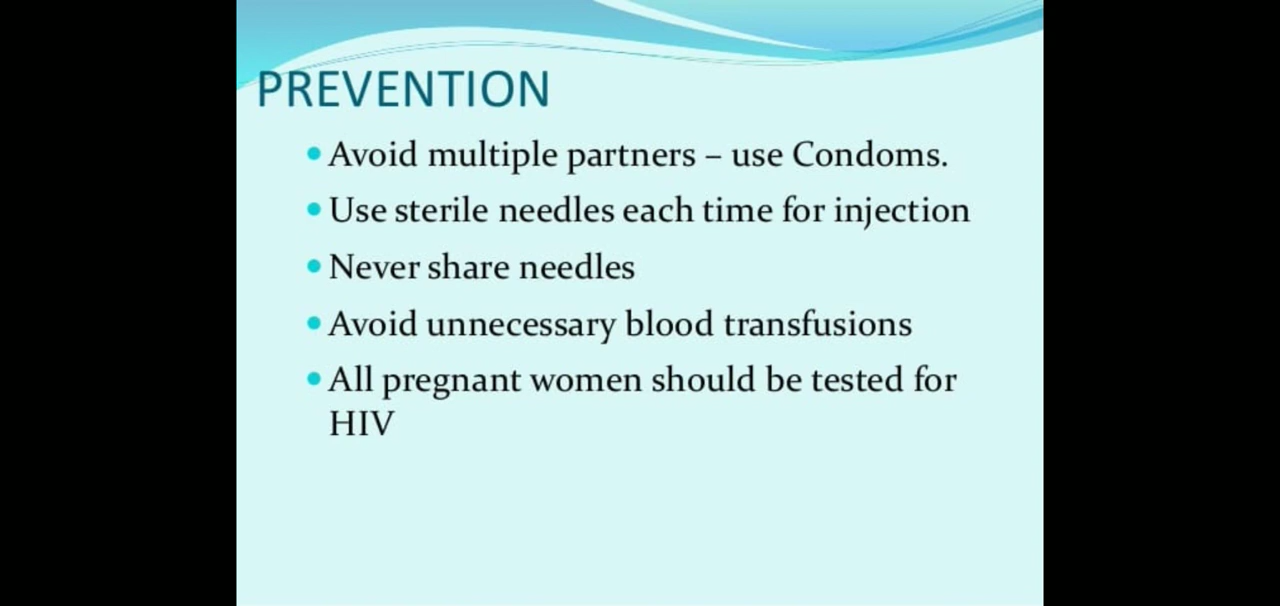 PREVENTION
• Avoid multiple partners – use Condoms.
• Use sterile needles each time for injection
• Never share needles
• Avoid unnecessary blood transfusions
• All pregnant women should be tested for
HIV